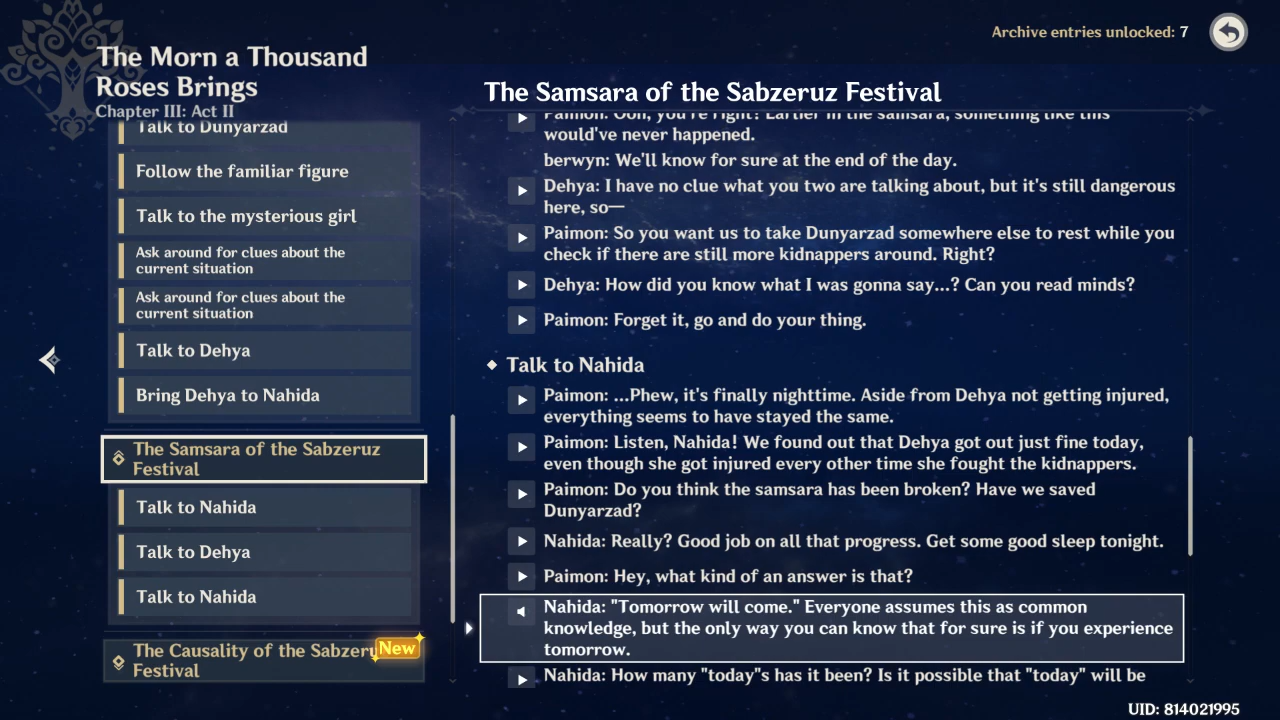 Archive entries unlocked: 7
The Morn a Thousand
Roses Brings
Chapter III: Act II
Talk to Dunyarzad
Follow the familiar figure
Talk to the mysterious girl
Ask around for clues about the
current situation
Ask around for clues about the
current situation
Talk to Dehya
Bring Dehya to Nahida
The Samsara of the Sabzeruz
Festival
Talk to Nahida
Talk to Dehya
Talk to Nahida
The Causality of the Sabzeru
New
Festival
The Samsara of the Sabzeruz Festival
Paimon: Ooh, you're right! Earlier in the samsara, something like this
would've never happened.
berwyn: We'll know for sure at the end of the day.
Dehya: I have no clue what you two are talking about, but it's still dangerous
here, so—
Paimon: So you want us to take Dunyarzad somewhere else to rest while you
check if there are still more kidnappers around. Right?
Dehya: How did you know what I was gonna say...? Can you read minds?
Paimon: Forget it, go and do your thing.
Talk to Nahida
Paimon: ...Phew, it's finally nighttime. Aside from Dehya not getting injured,
everything seems to have stayed the same.
Paimon: Listen, Nahida! We found out that Dehya got out just fine today,
even though she got injured every other time she fought the kidnappers.
Paimon: Do you think the samsara has been broken? Have we saved
Dunyarzad?
Nahida: Really? Good job on all that progress. Get some good sleep tonight.
Paimon: Hey, what kind of an answer is that?
Nahida: "Tomorrow will come." Everyone assumes this as common
knowledge, but the only way you can know that for sure is if you experience
tomorrow.
Nahida: How many "today"s has it been? Is it possible that "today" will be
UID: 814021995